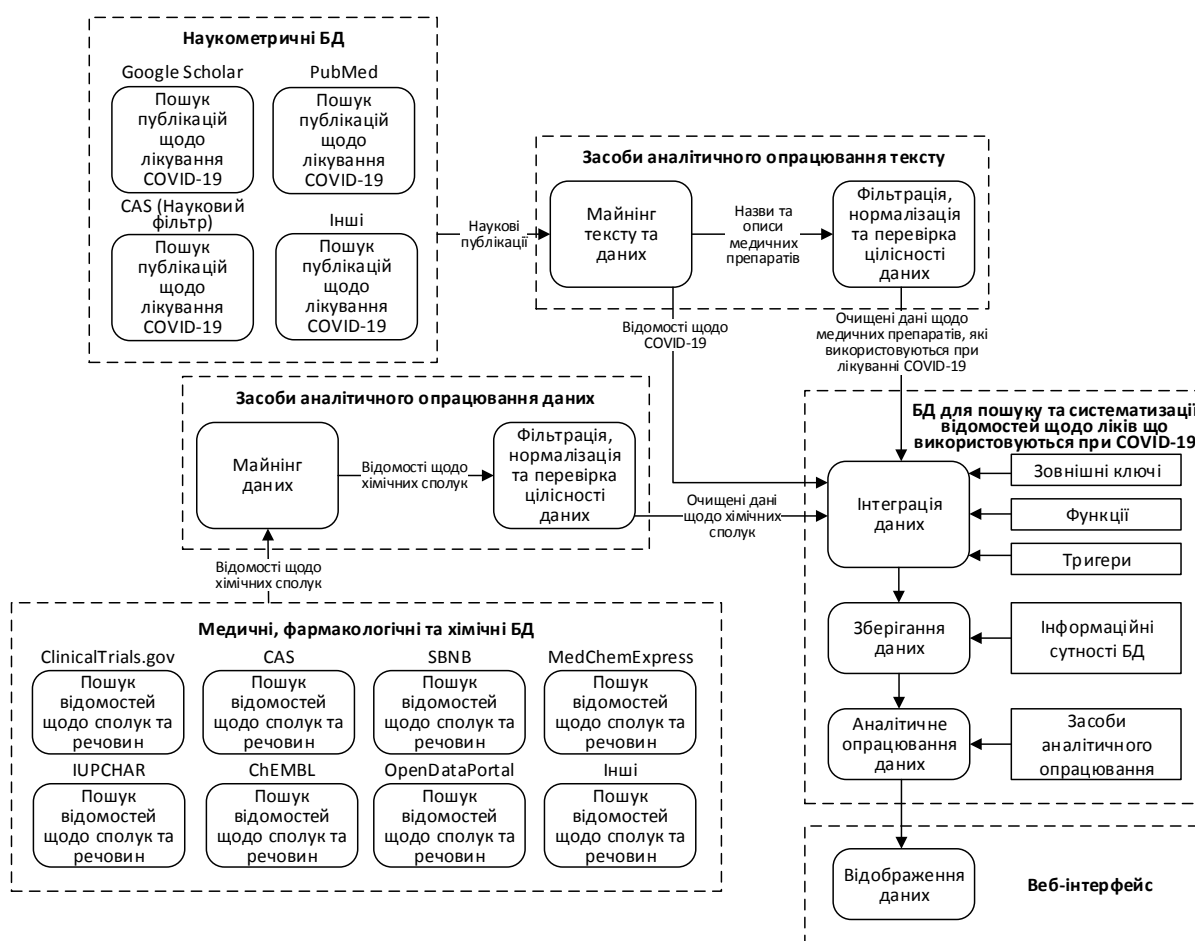 Наукометричні БД
Google Scholar
Пошук
публікацій
щодо
лікування
COVID-19
PubMed
Пошук
публікацій
щодо
лікування
COVID-19
CAS (Науковий
фільтр)
Пошук
публікацій
щодо
лікування
COVID-19
Інші
Пошук
публікацій
щодо
лікування
COVID-19
Наукові
публікації
Засоби аналітичного опрацювання тексту
Майнінг
тексту та
даних
Назви та
описи
медичних
препаратів
Фільтрація,
нормалізація
та перевірка
цілісності
даних
Відомості щодо
COVID-19
Очищені дані щодо
медичних препаратів, які
використовуються при
лікуванні COVID-19
Засоби аналітичного опрацювання даних
Майнінг
даних
Відомості щодо
хімічних сполук
Фільтрація,
нормалізація
та перевірка
цілісності
даних
Очищені дані
щодо хімічних
сполук
Відомості щодо
хімічних сполук
Медичні, фармакологічні та хімічні БД
ClinicalTrials.gov
Пошук
відомостей
щодо сполук та
речовин
CAS
Пошук
відомостей
щодо сполук та
речовин
SBNB
Пошук
відомостей
щодо сполук та
речовин
MedChemExpress
Пошук
відомостей
щодо сполук та
речовин
IUPCHAR
Пошук
відомостей
щодо сполук та
речовин
ChEMBL
Пошук
відомостей
щодо сполук та
речовин
OpenDataPortal
Пошук
відомостей
щодо сполук та
речовин
Інші
Пошук
відомостей
щодо сполук та
речовин
БД для пошуку та систематизації
відомостей щодо ліків що
використовуються при COVID-19
Інтеграція
даних
Зовнішні ключі
Функції
Тригери
Зберігання
даних
Інформаційні
сутності БД
Аналітичне
опрацювання
даних
Засоби
аналітичного
опрацювання
Відображення
даних
Веб-інтерфейс